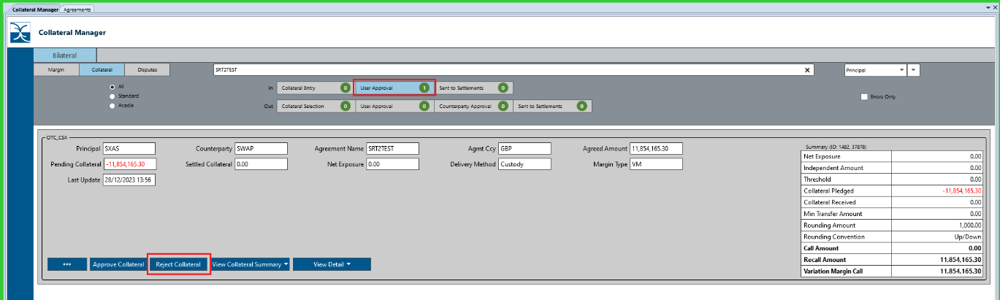 Collateral Manager Agreements
Collateral Manager
Bilateral
Margin Collateral Disputes SRT2TEST Principal
All In Collateral Entry 0 User Approval 1 Sent to Settlements 0
Standard Errors Only
Acadia Out Collateral Selection 0 User Approval 0 Counterparty Approval 0 Sent to Settlements 0
OTC_CSA
Principal SXAS Counterparty SWAP Agreement Name SRT2TEST Agmt Ccy GBP Agreed Amount 11,854,165.30
Pending Collateral -11,854,165.30 Settled Collateral 0.00 Net Exposure 0.00 Delivery Method Custody Margin Type VM
Last Update 28/12/2023 13:56
Summary (ID: 1482, 37878)
Net Exposure 0.00
Independent Amount 0.00
Threshold 0.00
Collateral Pledged -11,854,165.30
Collateral Received 0.00
Min Transfer Amount 0.00
Rounding Amount 1,000.00
Rounding Convention Up/Down
Call Amount 0.00
Recall Amount 11,854,165.30
Variation Margin Call 11,854,165.30
••• Approve Collateral Reject Collateral View Collateral Summary View Detail